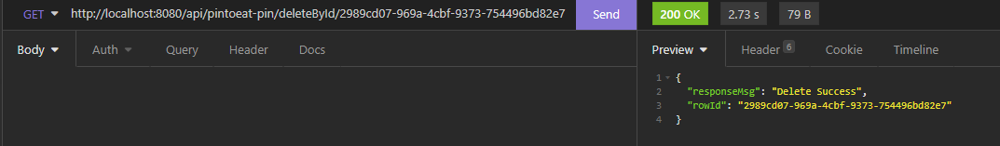 GET http://localhost:8080/api/pintoeat-pin/deleteById/2989cd07-969a-4cbf-9373-754496bd82e7 Send 200 OK 2.73 s 79 B
Body Auth Query Header Docs Preview Header 6 Cookie Timeline
1 {
2 "responseMsg": "Delete Success",
3 "rowId": "2989cd07-969a-4cbf-9373-754496bd82e7"
4 }